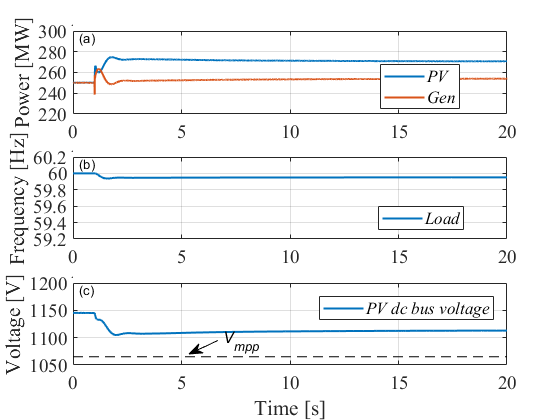 300
(a)
280
260
240
220
Power [MW]
PV
Gen
0
5
10
15
20
60.2
(b)
60
59.8
59.6
59.4
59.2
Frequency [Hz]
Load
0
5
10
15
20
1200
(c)
1150
1100
1050
Voltage [V]
PV dc bus voltage
Vmpp
0
5
10
15
20
Time [s]